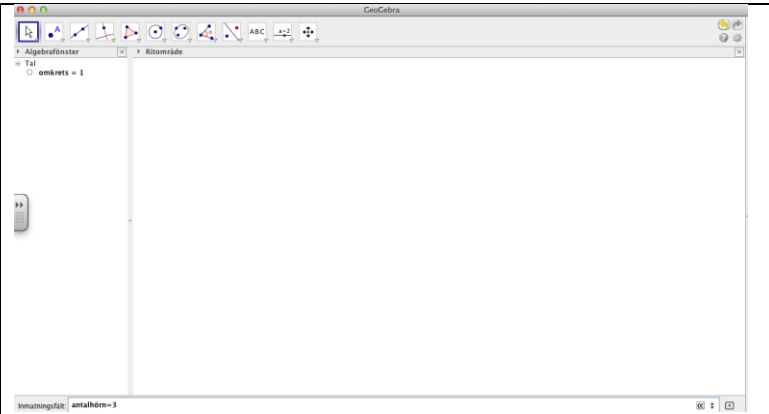 GeoGebra
A
ABC
a=2
Algebrafönster
Ritområde
Tal
omkrets = 1
Inmatningsfält: antalhörn=3
α